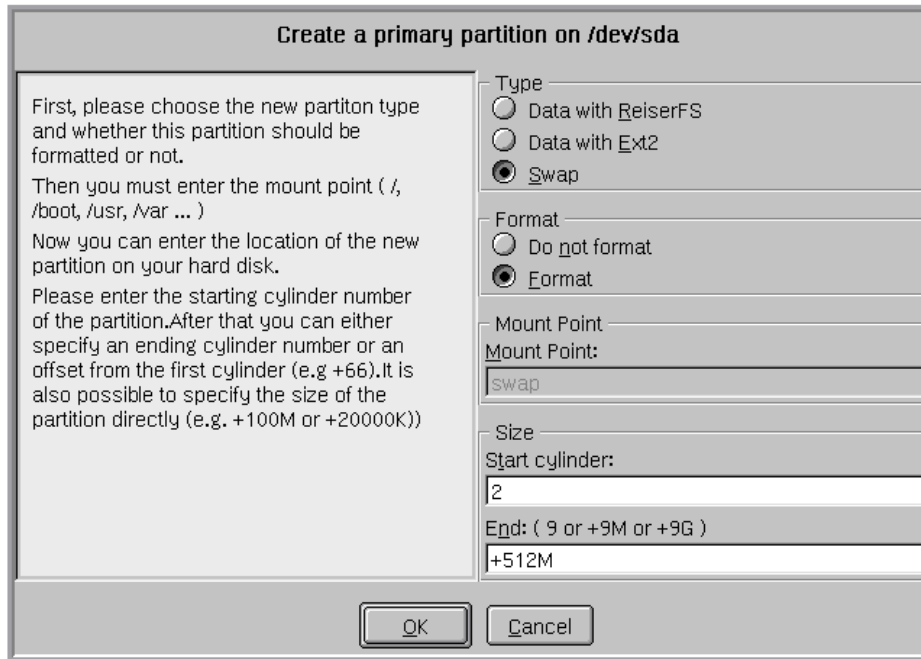 Create a primary partition on /dev/sda
First, please choose the new partiton type
and whether this partition should be
formatted or not.
Then you must enter the mount point ( /,
/boot, /usr, /var ... )
Now you can enter the location of the new
partition on your hard disk.
Please enter the starting cylinder number
of the partition.After that you can either
specify an ending cylinder number or an
offset from the first cylinder (e.g +66).It is
also possible to specify the size of the
partition directly (e.g. +100M or +20000K))
Type
Data with ReiserFS
Data with Ext2
Swap
Format
Do not format
Format
Mount Point
Mount Point:
swap
Size
Start cylinder:
2
End: ( 9 or +9M or +9G )
+512M
OK
Cancel